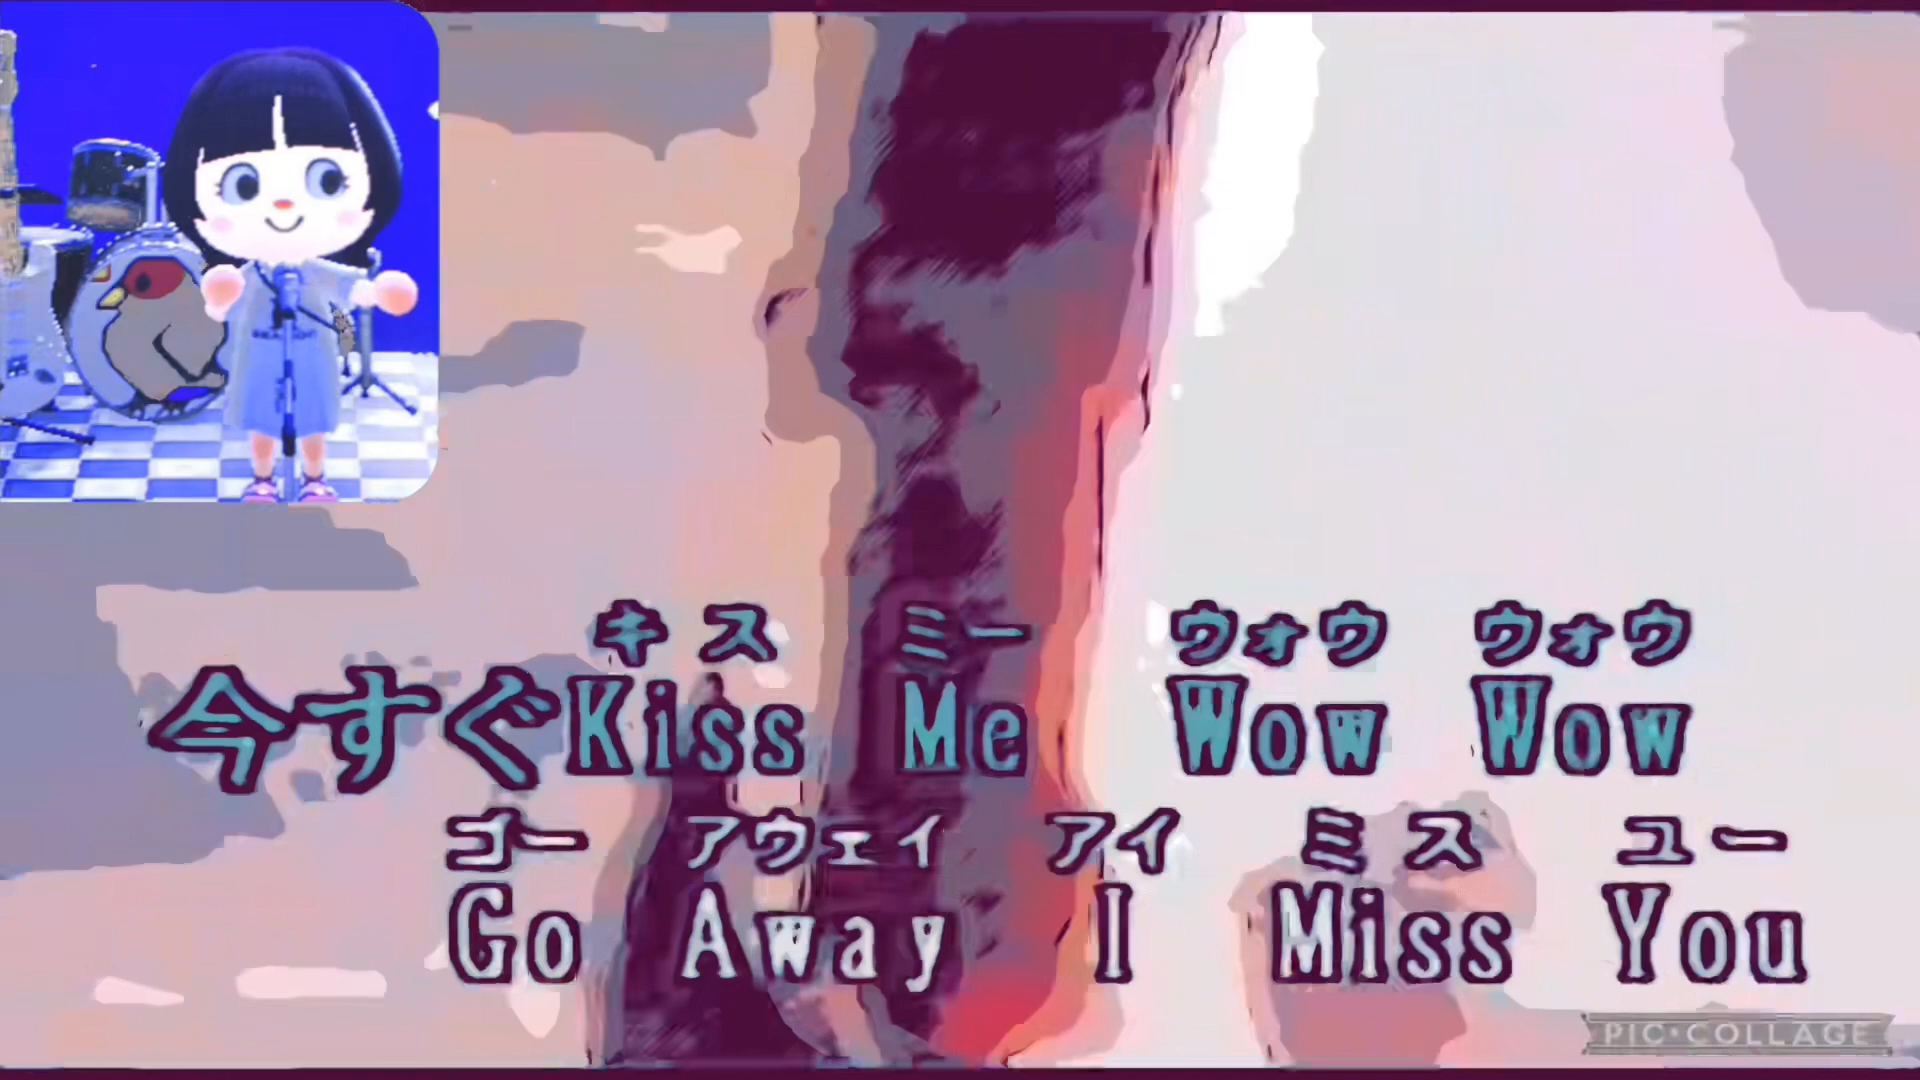 キス ミー ウォウ ウォウ
今すぐKiss Me Wow Wow
ゴー アウェイ アイ ミス ユー
Go Away I Miss You
PIC•COLLAGE